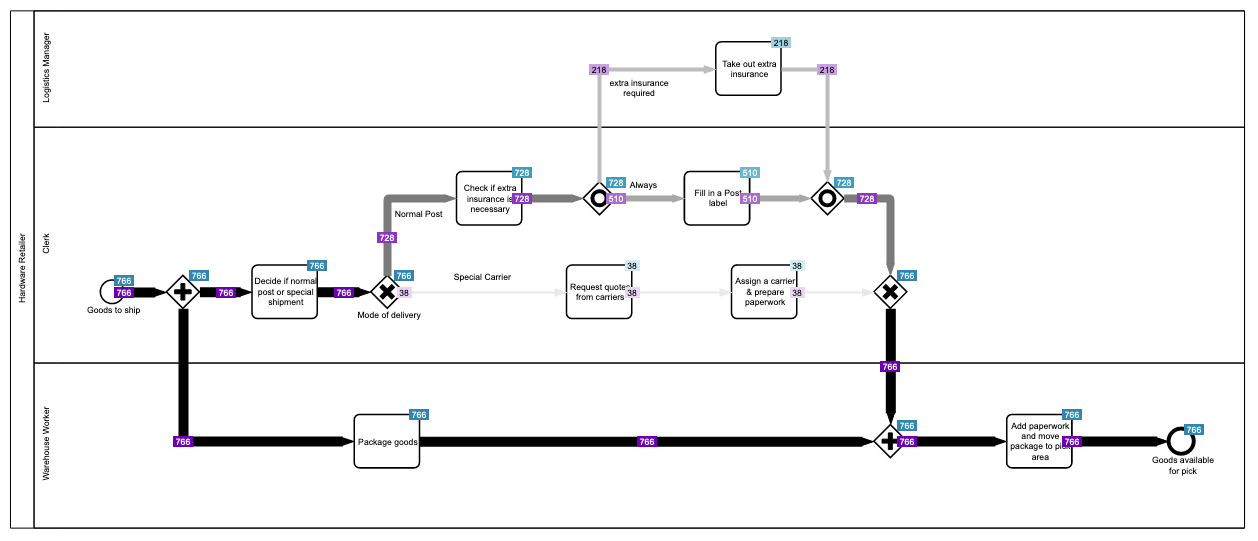 Hardware Retailer
Logistics Manager
218
Take out extra
insurance
218
218
extra insurance
required
Clerk
728
Check if extra
insurance is
necessary
728
728
510
Always
510
Fill in a Post
label
510
728
728
Normal Post
728
766
766
Goods to ship
766
766
766
Decide if normal
post or special
shipment
766
766
38
Mode of delivery
Special Carrier
38
Request quotes
from carriers
38
38
Assign a carrier
& prepare
paperwork
38
766
766
Warehouse Worker
766
766
Package goods
766
766
766
766
Add paperwork
and move
package to pick
area
766
766
Goods available
for pick